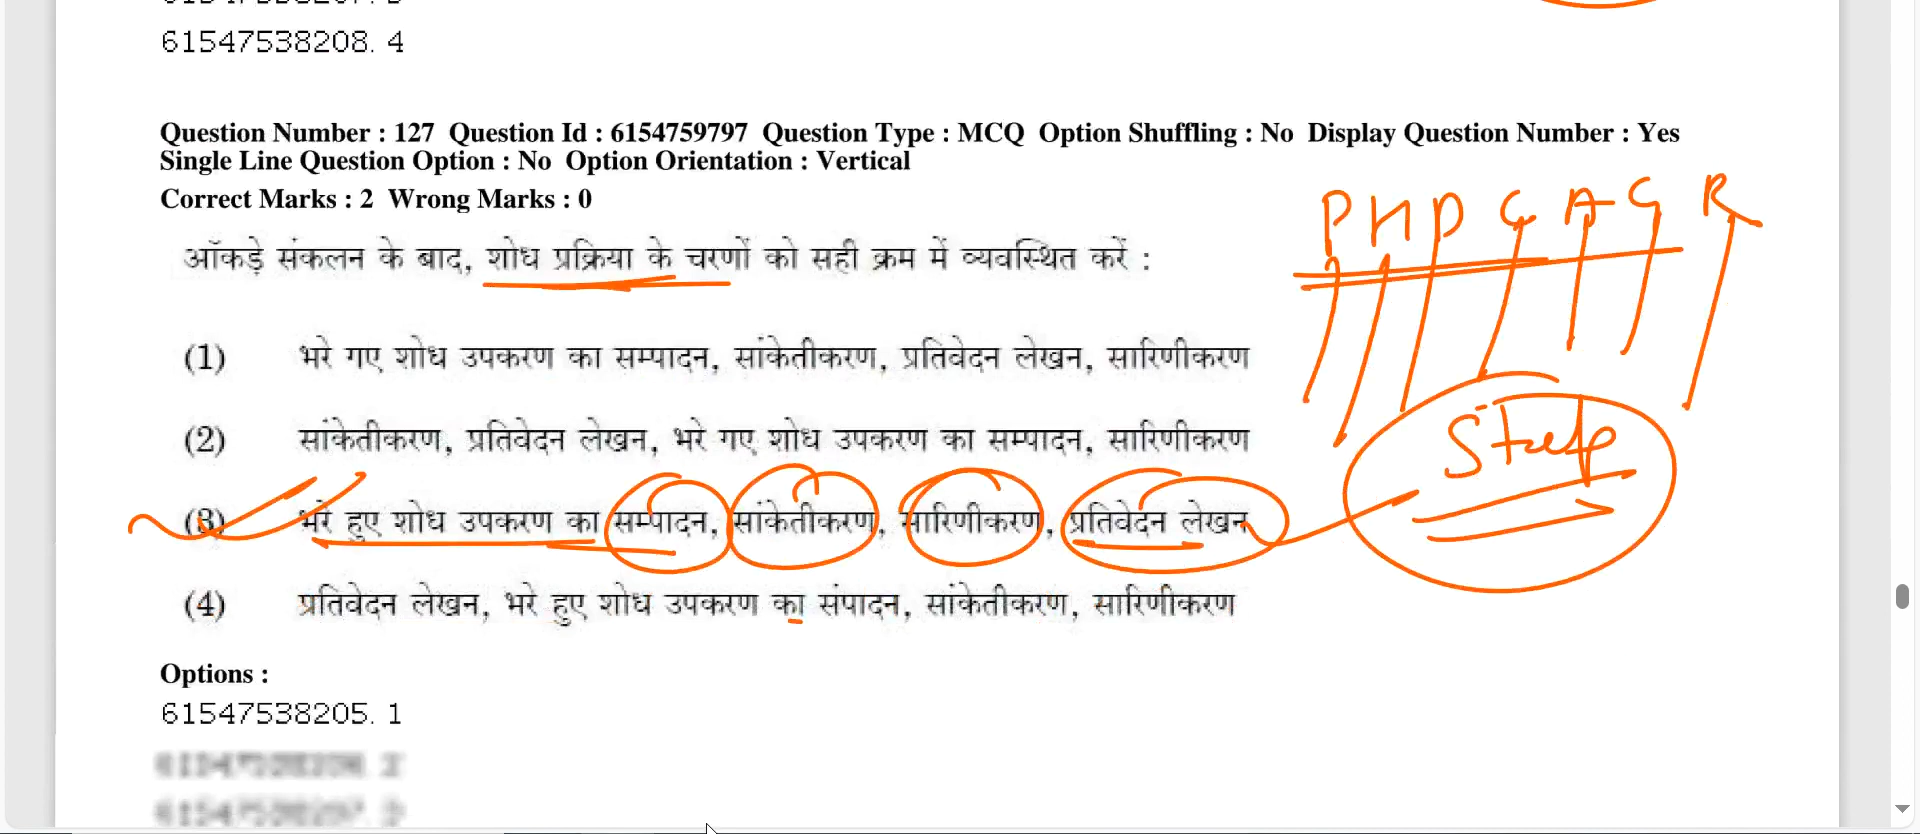 61547538208. 4
Question Number : 127 Question Id : 6154759797 Question Type : MCQ Option Shuffling : No Display Question Number : Yes
Single Line Question Option : No Option Orientation : Vertical
Correct Marks : 2 Wrong Marks : 0
P H D C A G R
आँकड़े संकलन के बाद, शोध प्रक्रिया के चरणों को सही क्रम में व्यवस्थित करें :
(1) भरे गए शोध उपकरण का सम्पादन, सांकेतीकरण, प्रतिवेदन लेखन, सारिणीकरण
(2) सांकेतीकरण, प्रतिवेदन लेखन, भरे गए शोध उपकरण का सम्पादन, सारिणीकरण
(3) भरे हुए शोध उपकरण का सम्पादन, सांकेतीकरण, सारिणीकरण, प्रतिवेदन लेखन
(4) प्रतिवेदन लेखन, भरे हुए शोध उपकरण का संपादन, सांकेतीकरण, सारिणीकरण
Options :
61547538205. 1